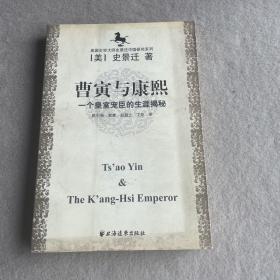 美国史学大师史景迁中国研究系列
[美] 史景迁 著
曹寅与康熙
一个皇室宠臣的生涯揭秘
Ts'ao Yin
&
The K'ang-Hsi Emperor
上海远东出版社